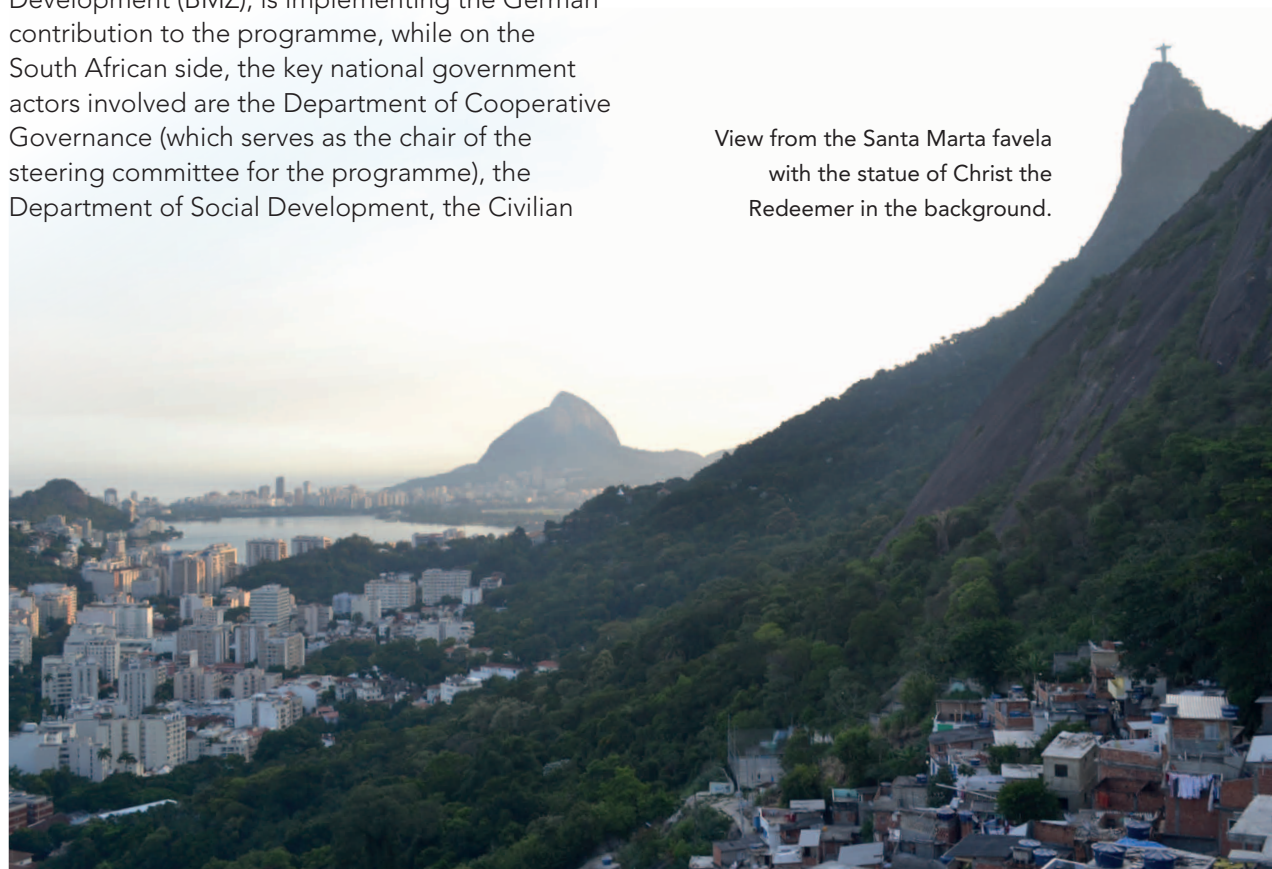 Development (BMZ), is implementing the German
contribution to the programme, while on the
South African side, the key national government
actors involved are the Department of Cooperative
Governance (which serves as the chair of the
steering committee for the programme), the
Department of Social Development, the Civilian
View from the Santa Marta favela
with the statue of Christ the
Redeemer in the background.